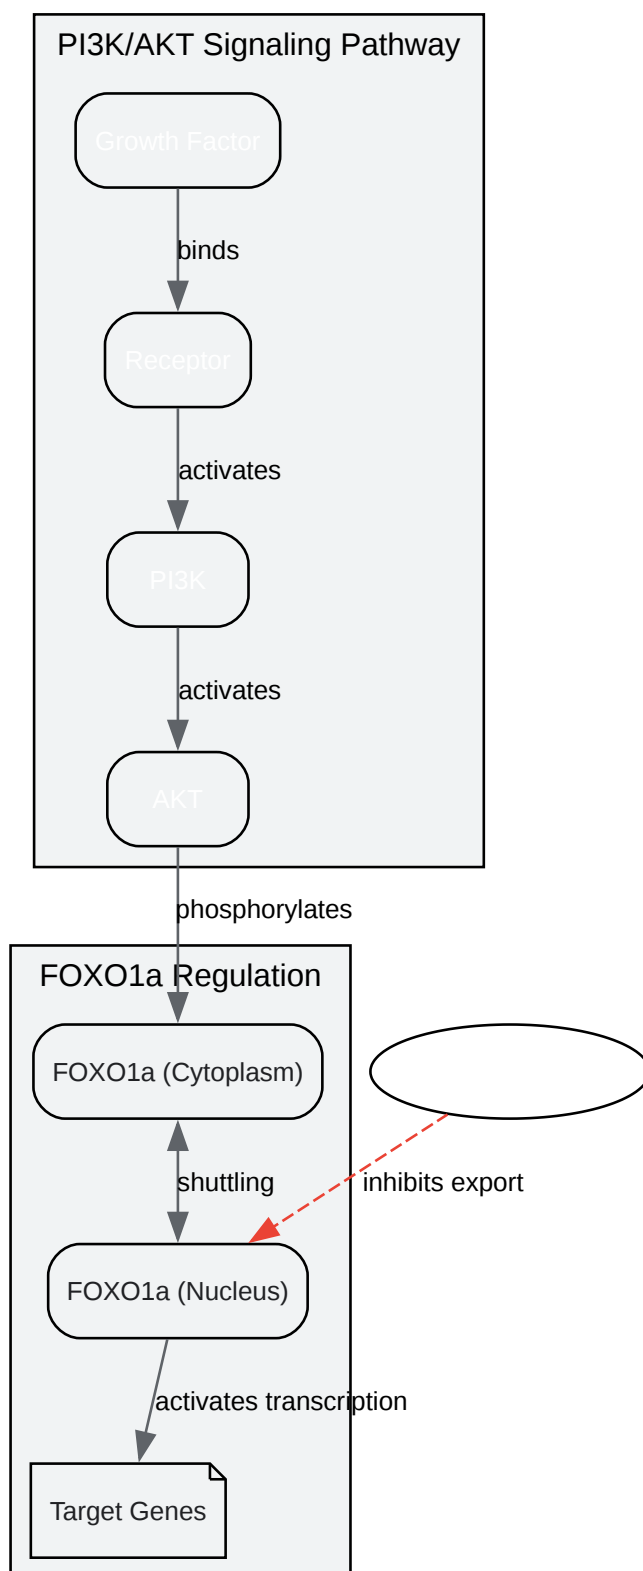 PI3K/AKT Signaling Pathway
Growth Factor
binds
Receptor
activates
PI3K
activates
AKT
phosphorylates
FOXO1a Regulation
FOXO1a (Cytoplasm)
shuttling
inhibits export
FOXO1a (Nucleus)
activates transcription
Target Genes